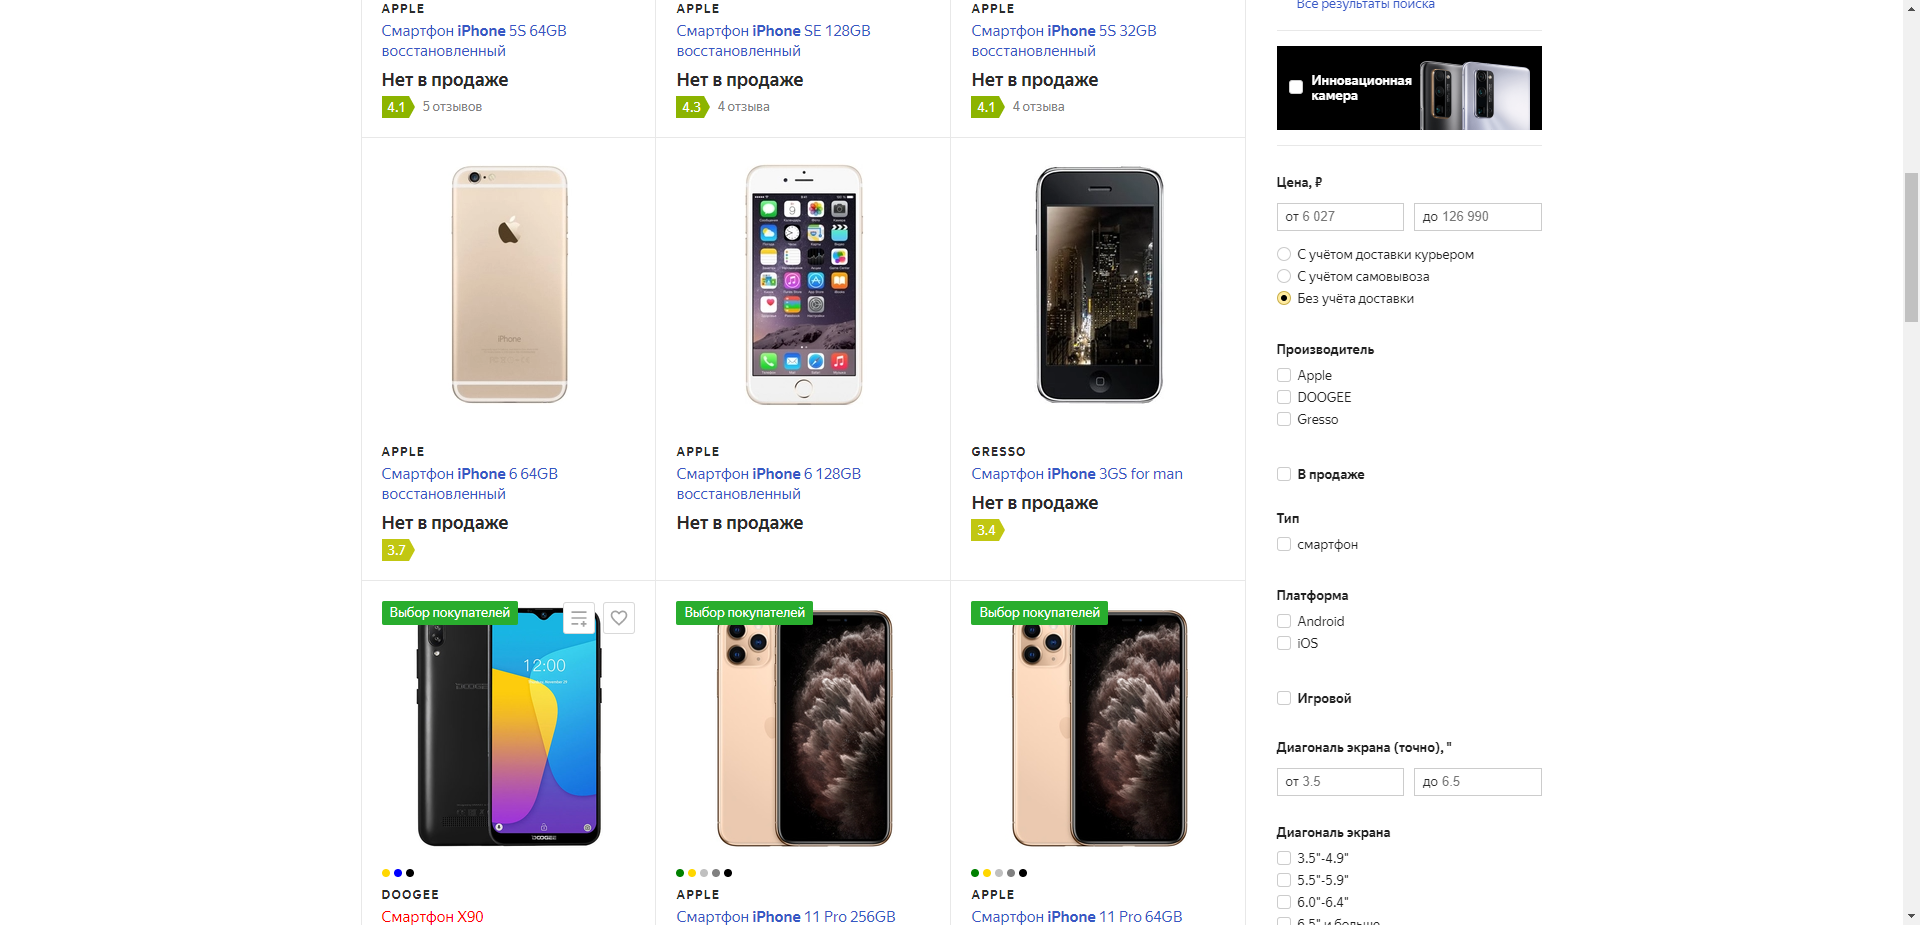 APPLE
Смартфон iPhone 5S 64GB
восстановленный
Нет в продаже
4.1 5 отзывов
APPLE
Смартфон iPhone SE 128GB
восстановленный
Нет в продаже
4.3 4 отзыва
APPLE
Смартфон iPhone 5S 32GB
восстановленный
Нет в продаже
4.1 4 отзыва
iPhone
APPLE
Смартфон iPhone 6 64GB
восстановленный
Нет в продаже
3.7
APPLE
Смартфон iPhone 6 128GB
восстановленный
Нет в продаже
GRESSO
Смартфон iPhone 3GS for man
Нет в продаже
3.4
Выбор покупателей
12:00
DOOGEE
DOOGEE
DOOGEE
Смартфон X90
Выбор покупателей
APPLE
Смартфон iPhone 11 Pro 256GB
Выбор покупателей
APPLE
Смартфон iPhone 11 Pro 64GB
Все результаты поиска
Инновационная
камера
Цена, ₽
от 6 027
до 126 990
С учётом доставки курьером
С учётом самовывоза
Без учёта доставки
Производитель
Apple
DOOGEE
Gresso
В продаже
Тип
смартфон
Платформа
Android
iOS
Игровой
Диагональ экрана (точно), "
от 3.5
до 6.5
Диагональ экрана
3.5"-4.9"
5.5"-5.9"
6.0"-6.4"
6.5" и больше